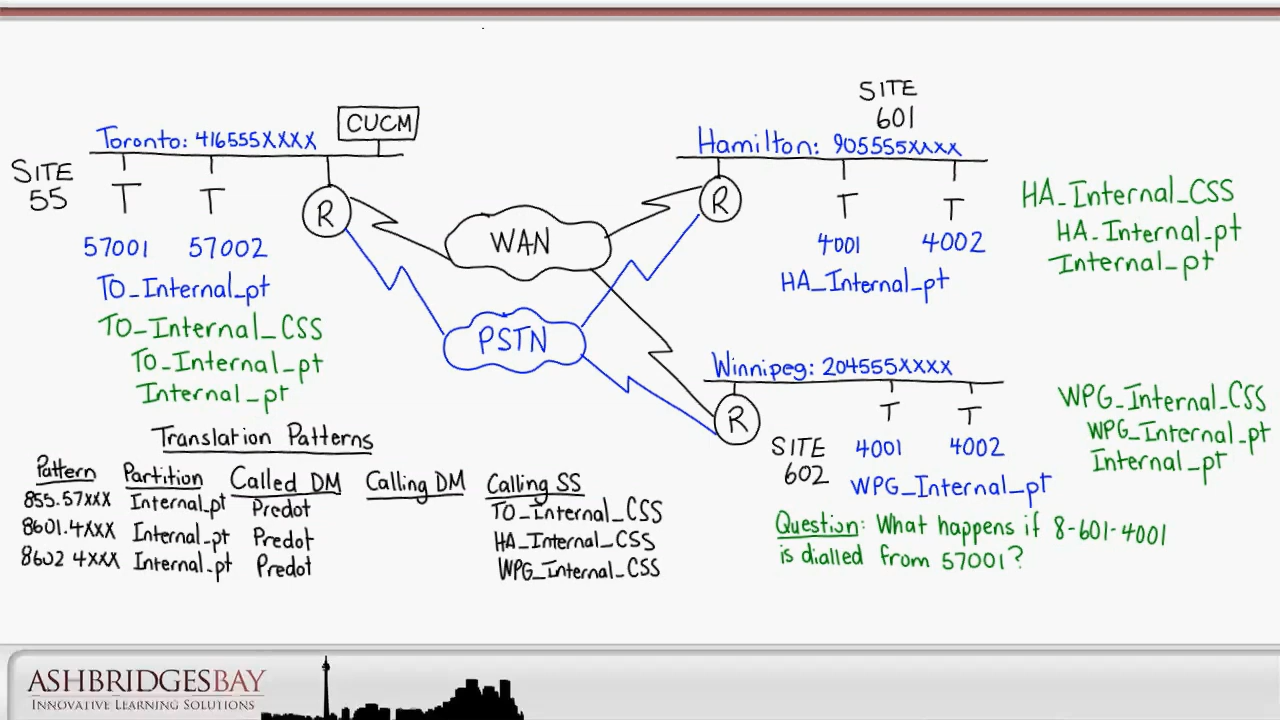 CUCM
Toronto: 416555XXXX
SITE
55
T T
R
57001 57002
TO_Internal_pt
TO_Internal_CSS
TO_Internal_pt
Internal_pt
WAN
PSTN
SITE
601
Hamilton: 905555XXXX
R
T T
4001 4002
HA_Internal_pt
HA_Internal_CSS
HA_Internal_pt
Internal_pt
Winnipeg: 204555XXXX
R
T T
SITE
602
4001 4002
WPG_Internal_pt
WPG_Internal_CSS
WPG_Internal_pt
Internal_pt
Translation Patterns
Pattern Partition Called DM Calling DM Calling SS
855.57XXX Internal_pt Predot TO_Internal_CSS
8601.4XXX Internal_pt Predot HA_Internal_CSS
8602 4XXX Internal_pt Predot WPG_Internal_CSS
Question: What happens if 8-601-4001
is dialled from 57001?
ASHBRIDGESBAY
INNOVATIVE LEARNING SOLUTIONS